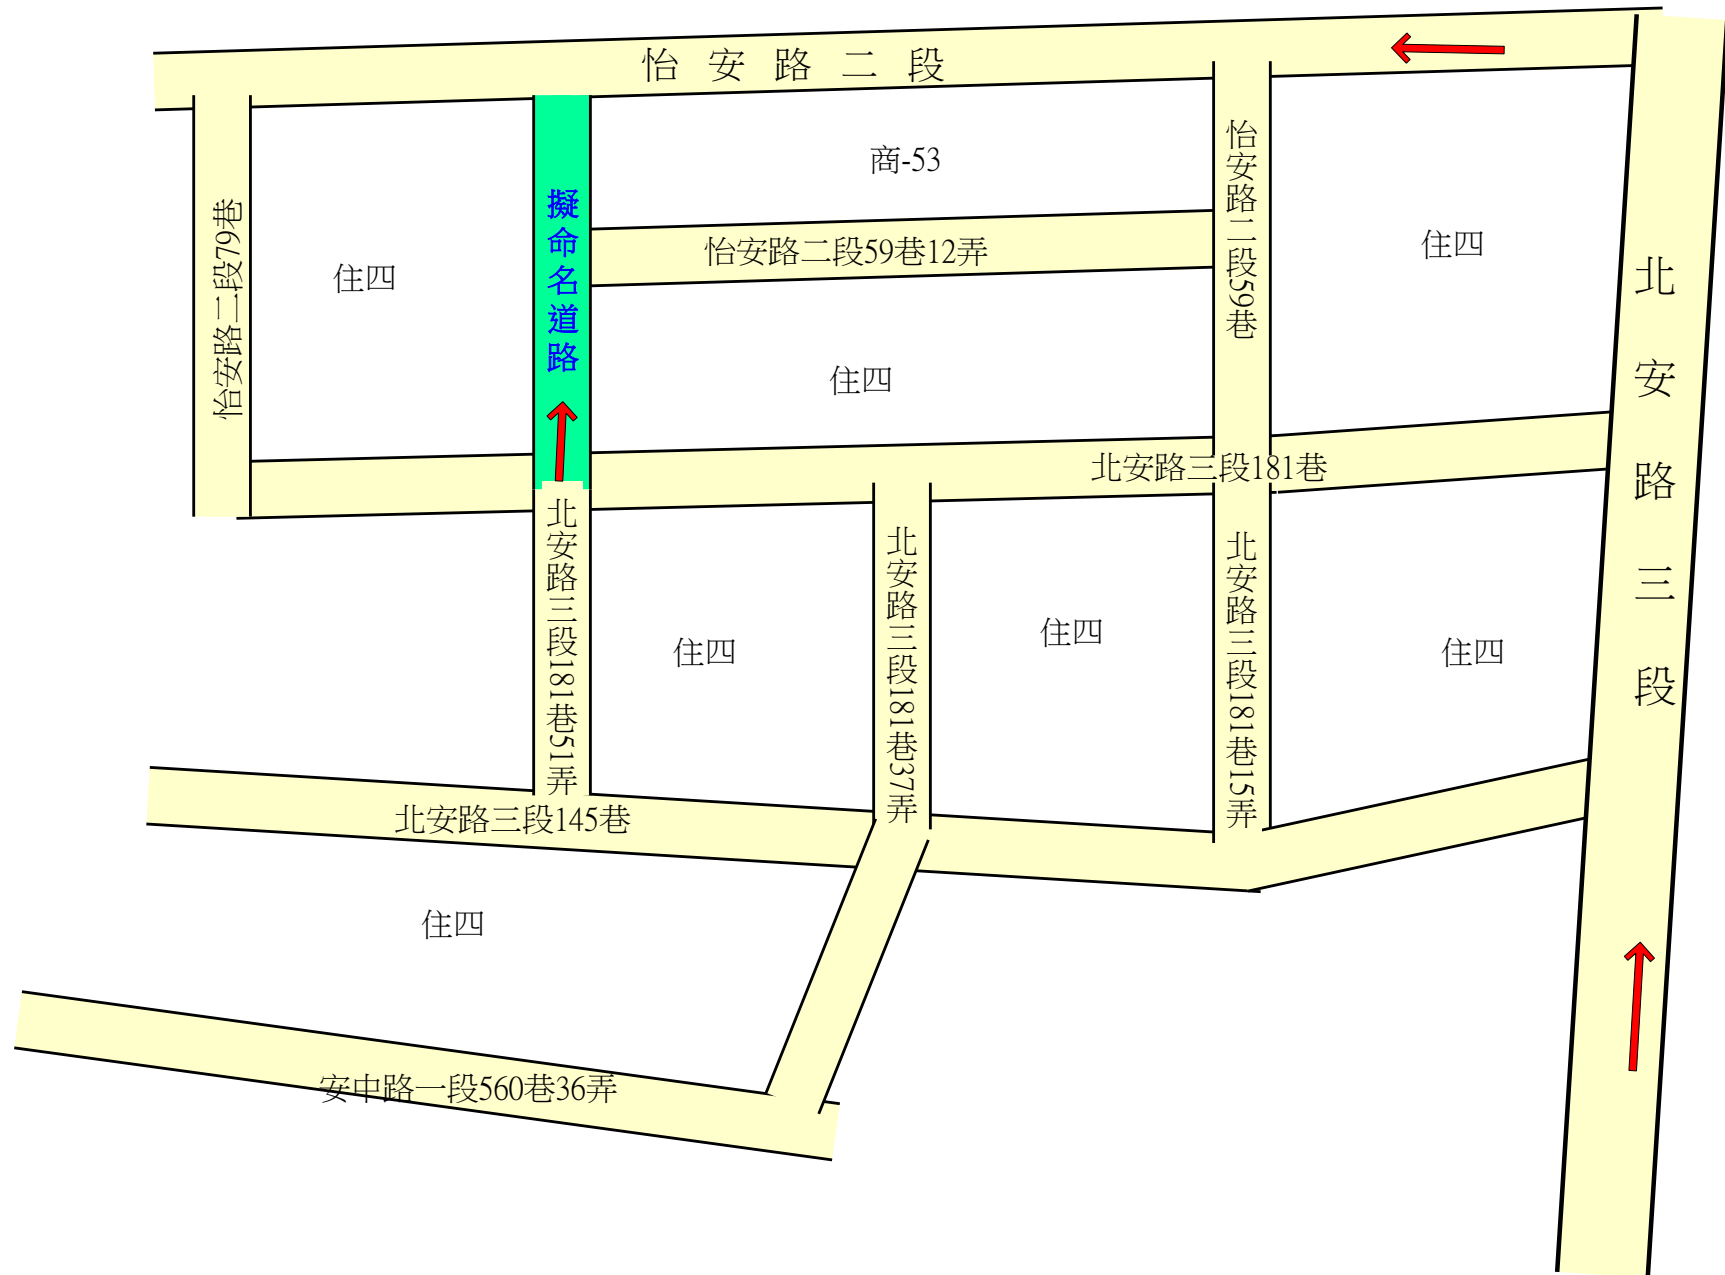 怡安路二段
商-53
怡安路二段59巷
擬命名道路
怡安路二段79巷
怡安路二段59巷12弄
住四
住四
住四
北安路三段
北安路三段181巷
北安路三段181巷51弄
北安路三段181巷37弄
北安路三段181巷15弄
住四
住四
住四
北安路三段145巷
住四
安中路一段560巷36弄